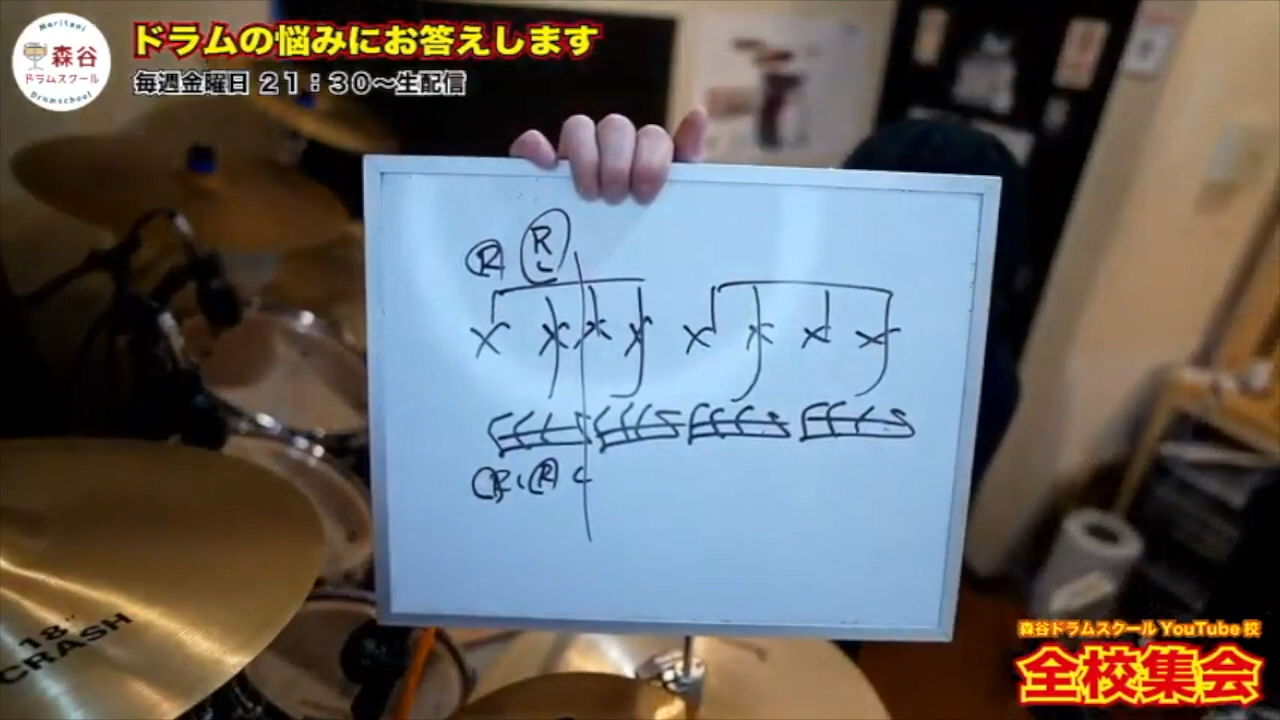 Moritani
森谷
ドラムスクール
Drumschool
ドラムの悩みにお答えします
毎週金曜日 21:30〜生配信
R R
L
R L R L
18"
CRASH
森谷ドラムスクール YouTube校
全校集会